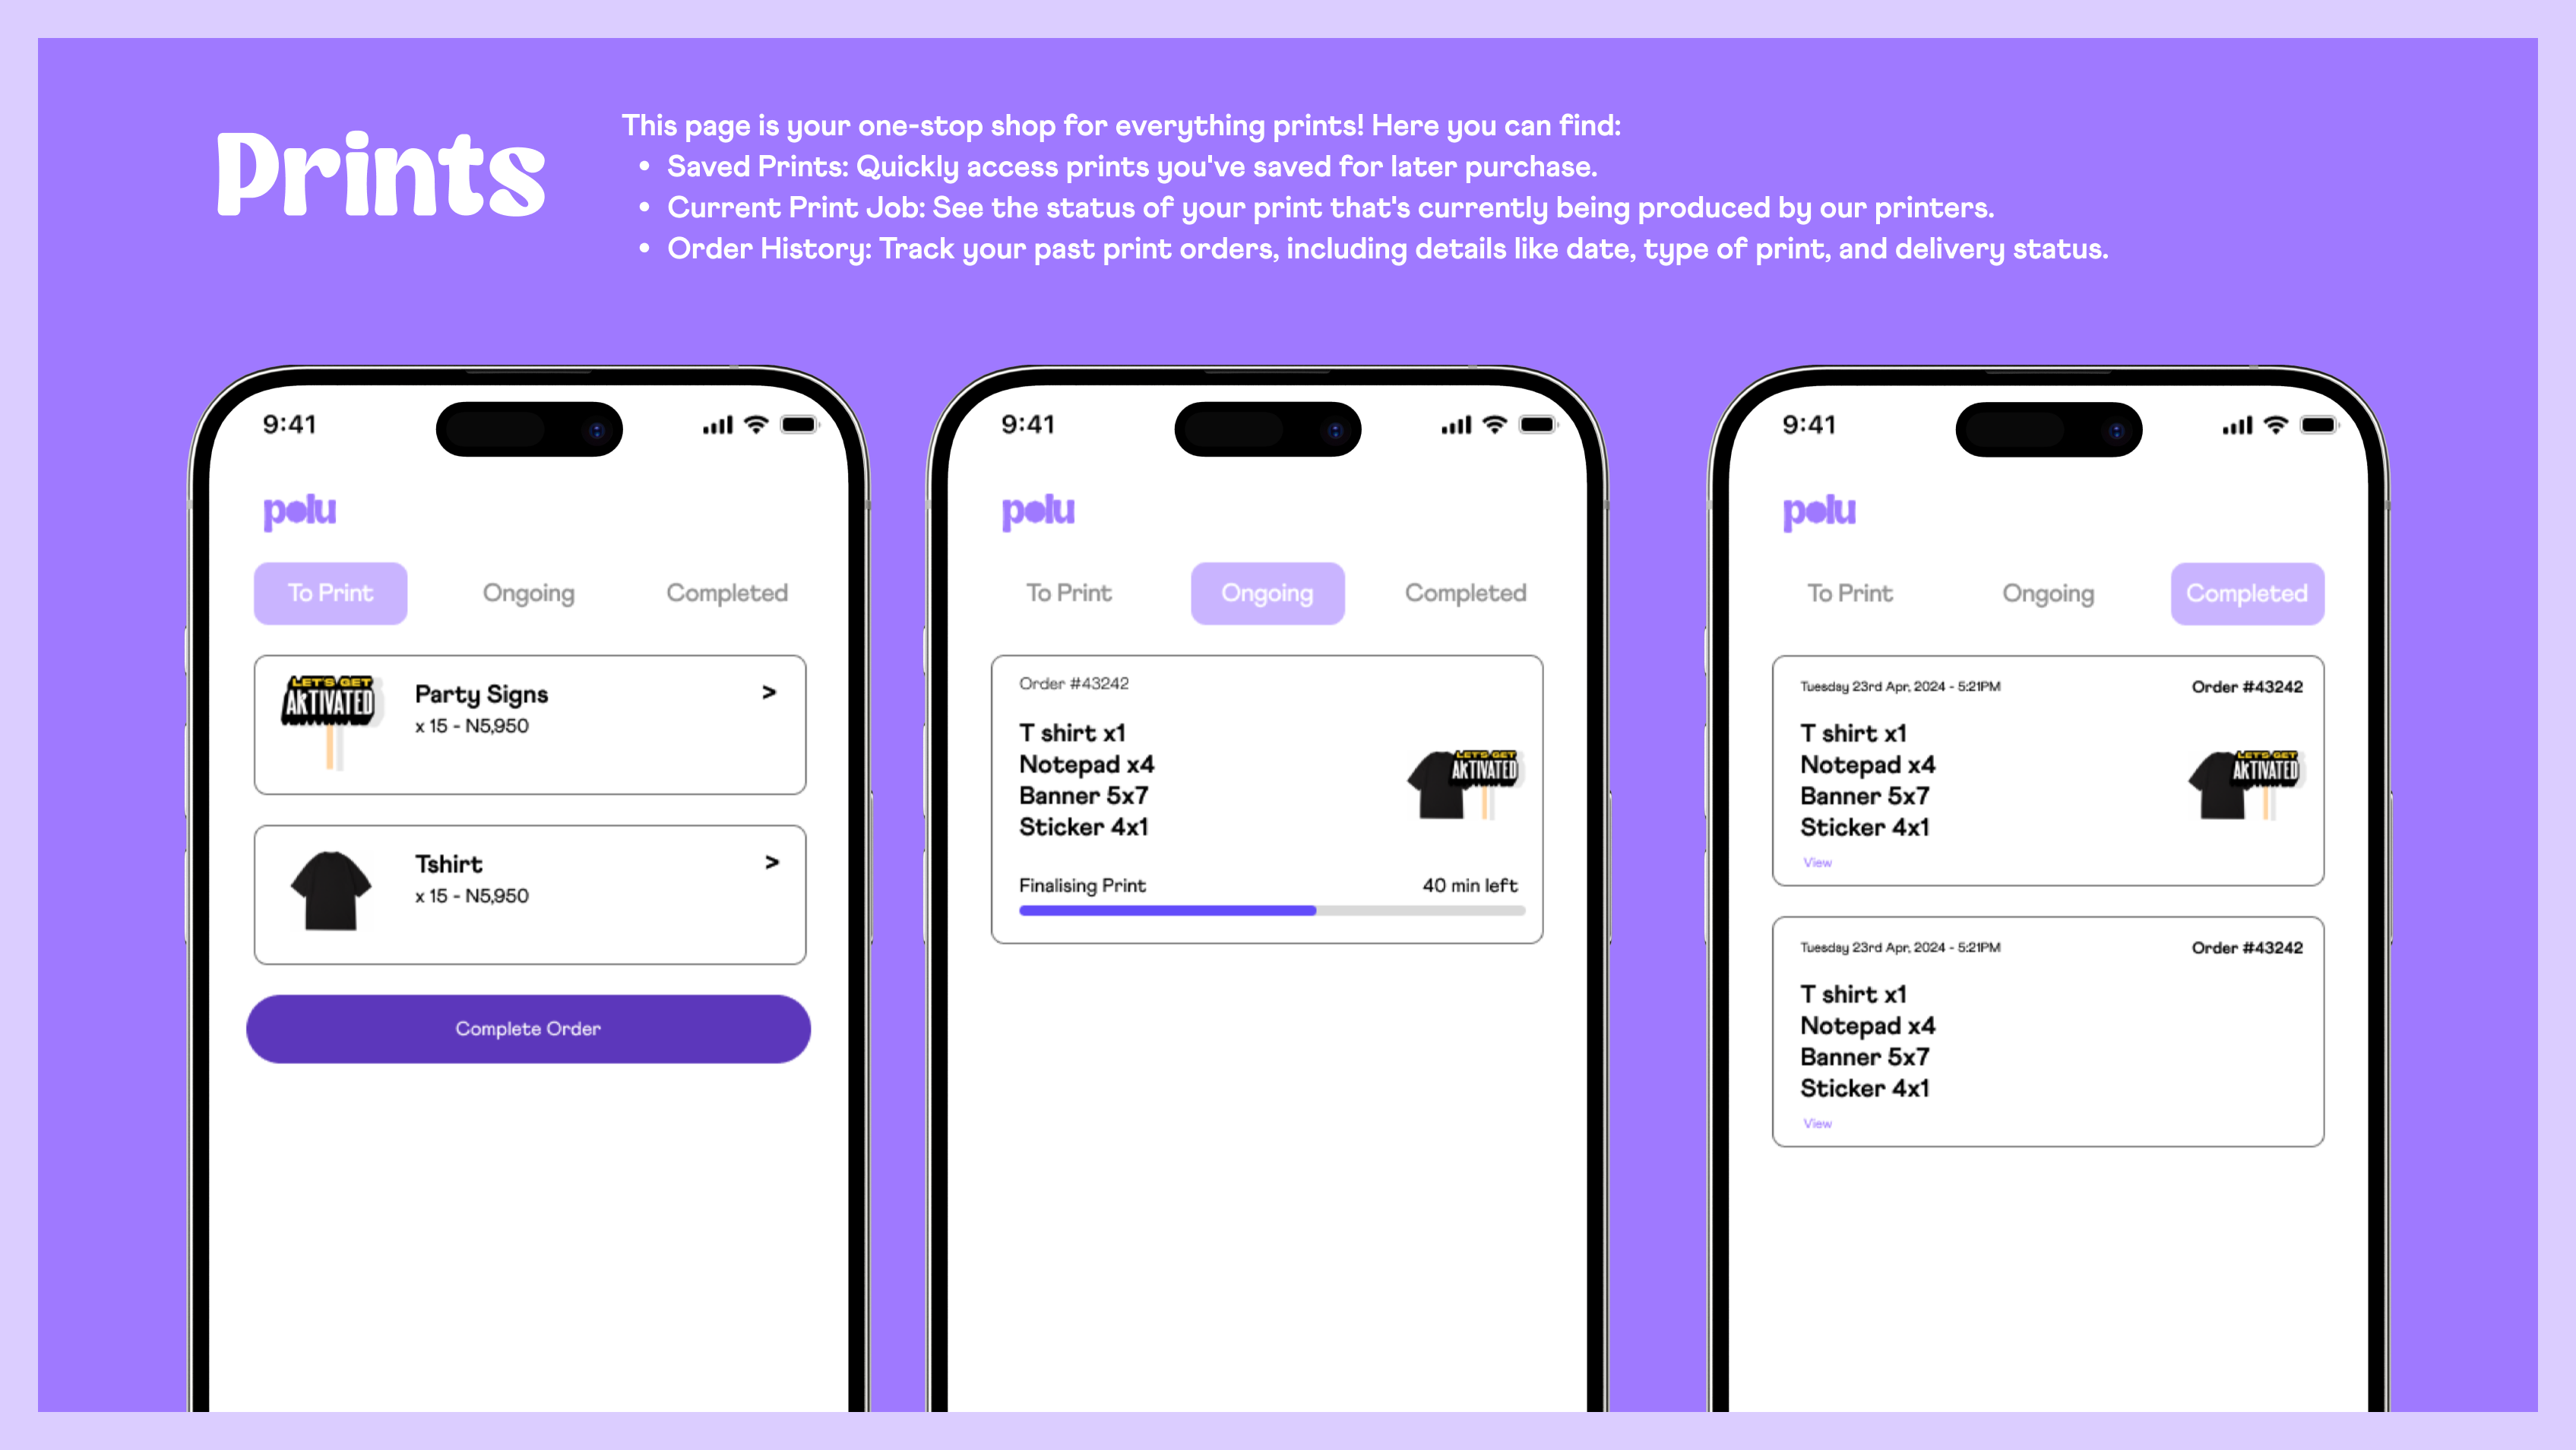 Prints
This page is your one-stop shop for everything prints! Here you can find:
• Saved Prints: Quickly access prints you've saved for later purchase.
• Current Print Job: See the status of your print that's currently being produced by our printers.
• Order History: Track your past print orders, including details like date, type of print, and delivery status.
9:41
polu
To Print Ongoing Completed
LET'S GET
AKTIVATED
Party Signs >
x 15 - N5,950
Tshirt >
x 15 - N5,950
Complete Order
9:41
polu
To Print Ongoing Completed
Order #43242
T shirt x1
Notepad x4
Banner 5x7
Sticker 4x1
LET'S GET
AKTIVATED
Finalising Print 40 min left
9:41
polu
To Print Ongoing Completed
Tuesday 23rd Apr, 2024 - 5:21PM Order #43242
T shirt x1
Notepad x4
Banner 5x7
Sticker 4x1
LET'S GET
AKTIVATED
View
Tuesday 23rd Apr, 2024 - 5:21PM Order #43242
T shirt x1
Notepad x4
Banner 5x7
Sticker 4x1
View